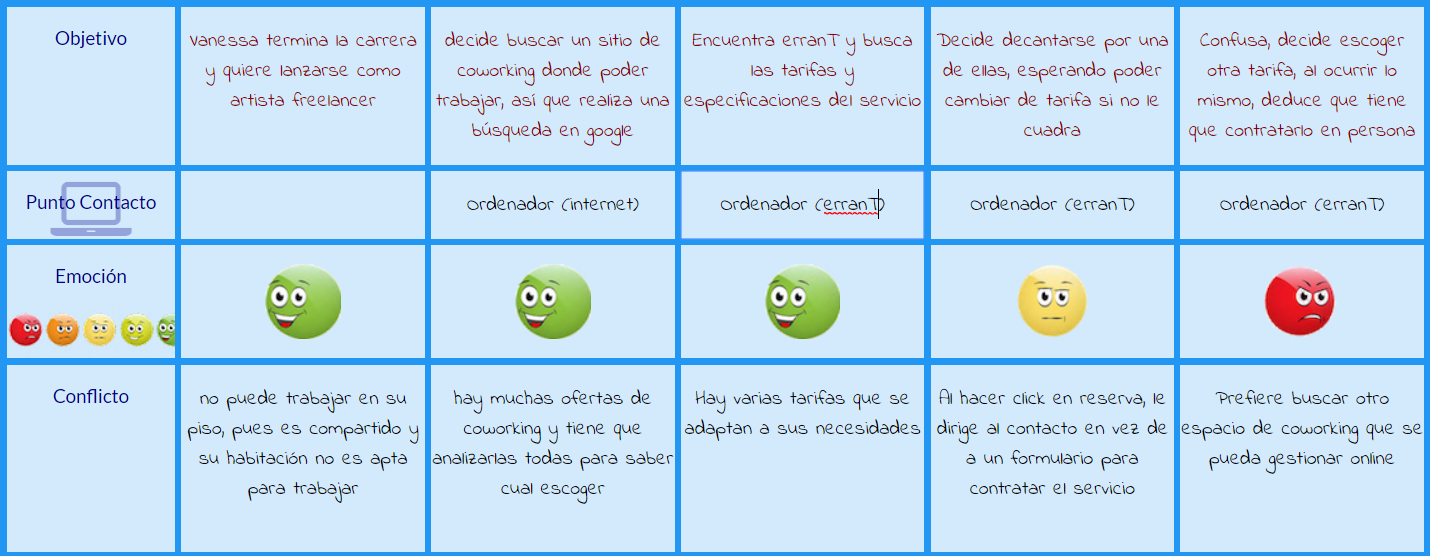 Objetivo
Vanessa termina la carrera
y quiere lanzarse como
artista freelancer
decide buscar un sitio de
coworking donde poder
trabajar, así que realiza una
búsqueda en google
Encuentra erranT y busca
las tarifas y
especificaciones del servicio
Decide decantarse por una
de ellas, esperando poder
cambiar de tarifa si no le
cuadra
Confusa, decide escoger
otra tarifa, al ocurrir lo
mismo, deduce que tiene
que contratarlo en persona
Punto Contacto
Ordenador (internet)
Ordenador (erranT)
Ordenador (erranT)
Ordenador (erranT)
Emoción
Conflicto
no puede trabajar en su
piso, pues es compartido y
su habitación no es apta
para trabajar
hay muchas ofertas de
coworking y tiene que
analizarlas todas para saber
cual escoger
Hay varias tarifas que se
adaptan a sus necesidades
Al hacer click en reserva, le
dirige al contacto en vez de
a un formulario para
contratar el servicio
Prefiere buscar otro
espacio de coworking que se
pueda gestionar online